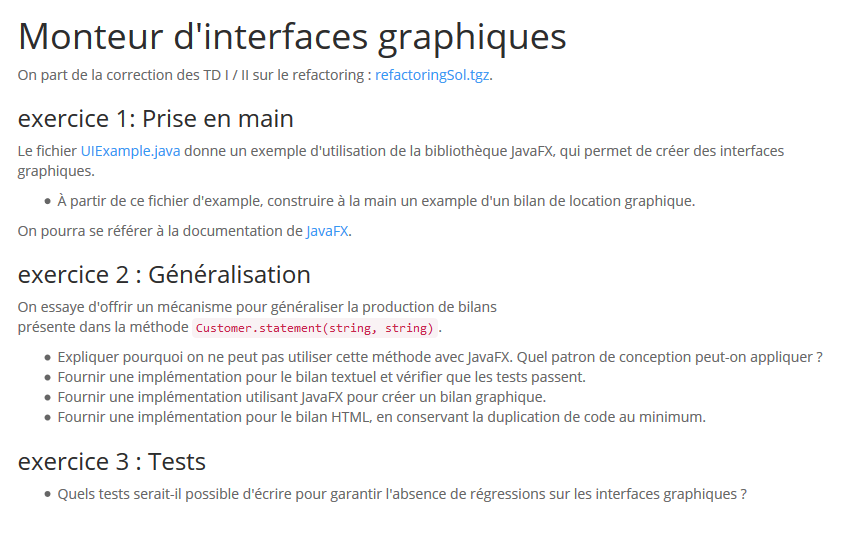 Monteur d'interfaces graphiques
On part de la correction des TD I / II sur le refactoring : refactoringSol.tgz.
exercice 1: Prise en main
Le fichier UIExample.java donne un exemple d'utilisation de la bibliothèque JavaFX, qui permet de créer des interfaces
graphiques.
• À partir de ce fichier d'example, construire à la main un example d'un bilan de location graphique.
On pourra se référer à la documentation de JavaFX.
exercice 2 : Généralisation
On essaye d'offrir un mécanisme pour généraliser la production de bilans
présente dans la méthode Customer.statement(string, string).
• Expliquer pourquoi on ne peut pas utiliser cette méthode avec JavaFX. Quel patron de conception peut-on appliquer ?
• Fournir une implémentation pour le bilan textuel et vérifier que les tests passent.
• Fournir une implémentation utilisant JavaFX pour créer un bilan graphique.
• Fournir une implémentation pour le bilan HTML, en conservant la duplication de code au minimum.
exercice 3 : Tests
• Quels tests serait-il possible d'écrire pour garantir l'absence de régressions sur les interfaces graphiques ?